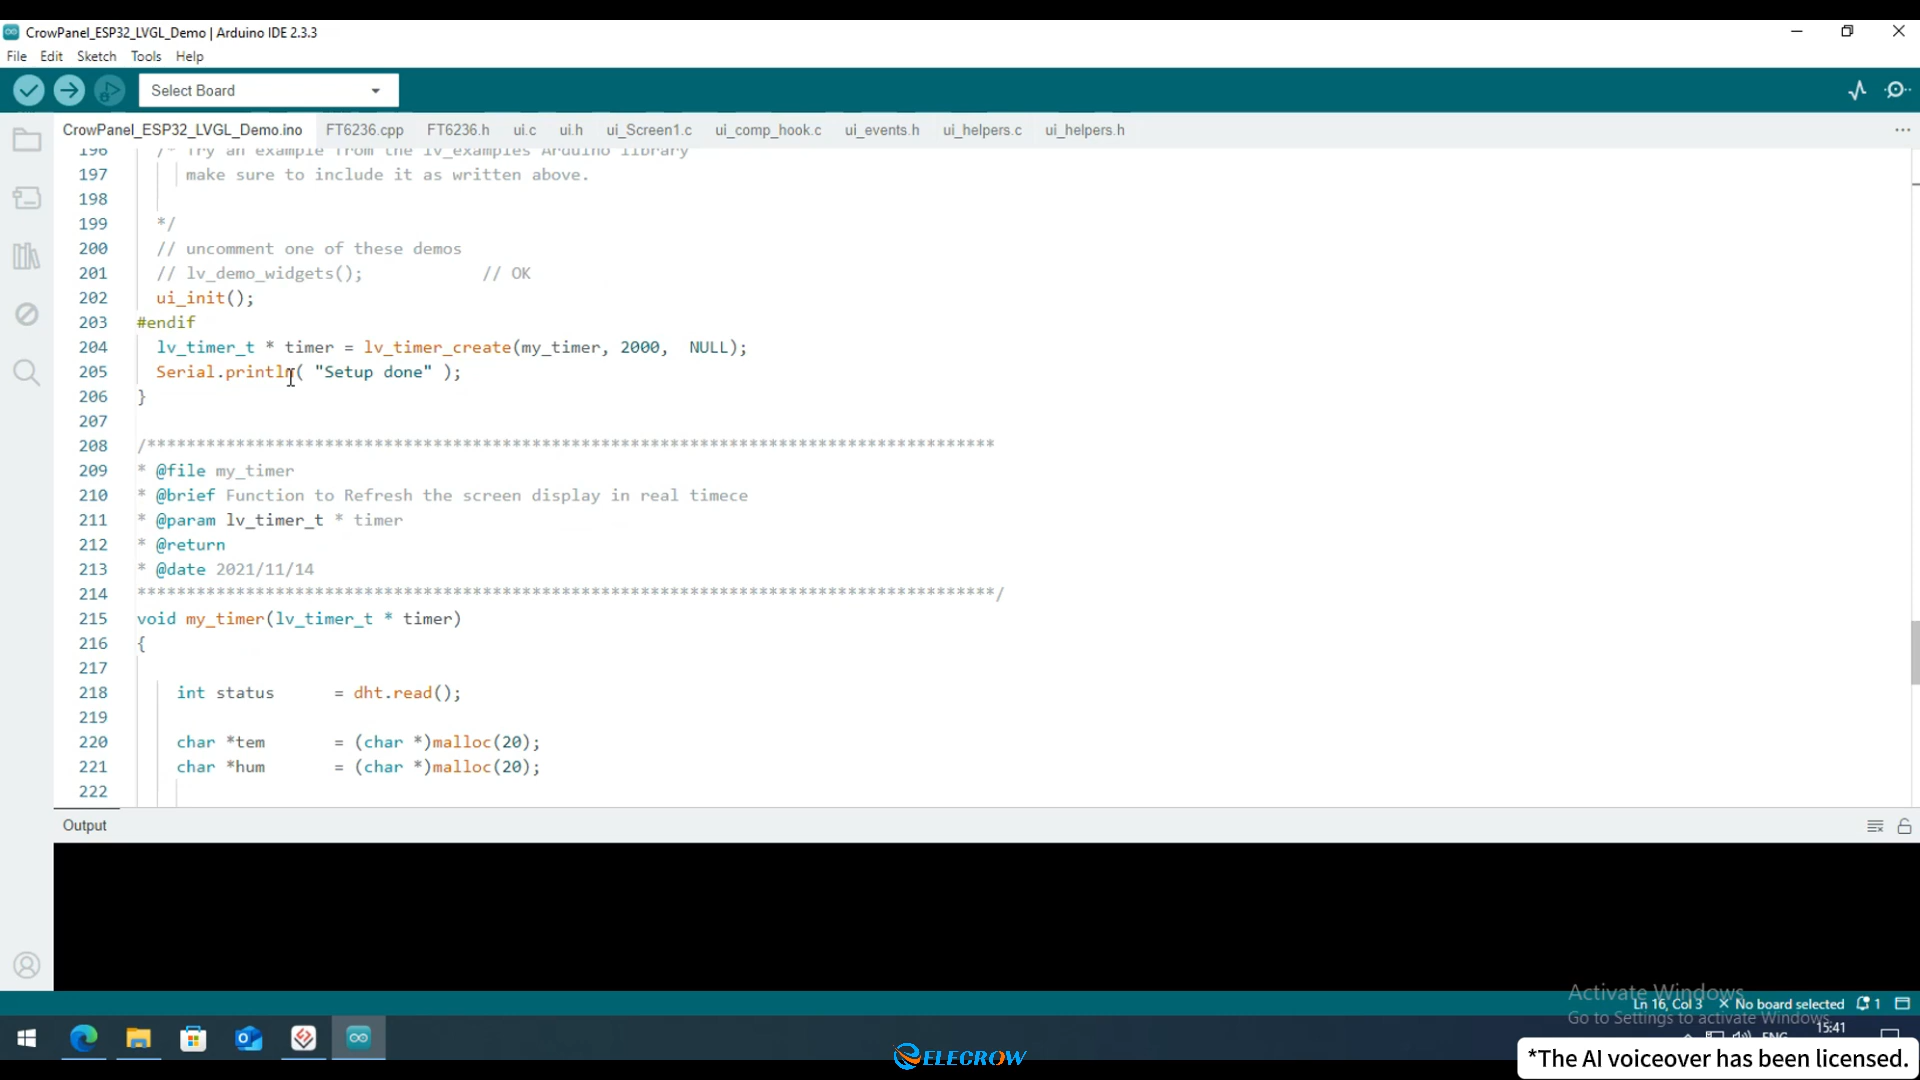 CrowPanel_ESP32_LVGL_Demo | Arduino IDE 2.3.3
File Edit Sketch Tools Help
Select Board
CrowPanel_ESP32_LVGL_Demo.ino FT6236.cpp FT6236.h ui.c ui.h ui_Screen1.c ui_comp_hook.c ui_events.h ui_helpers.c ui_helpers.h
196 /* Try an example from the lv_examples Arduino library
197 make sure to include it as written above.
198
199 */
200 // uncomment one of these demos
201 // lv_demo_widgets(); // OK
202 ui_init();
203 #endif
204 lv_timer_t * timer = lv_timer_create(my_timer, 2000, NULL);
205 Serial.println( "Setup done" );
206 }
207
208 /**************************************************************************************
209 * @file my_timer
210 * @brief Function to Refresh the screen display in real timece
211 * @param lv_timer_t * timer
212 * @return
213 * @date 2021/11/14
214 ***************************************************************************************/
215 void my_timer(lv_timer_t * timer)
216 {
217
218 int status = dht.read();
219
220 char *tem = (char *)malloc(20);
221 char *hum = (char *)malloc(20);
222
Output
Activate Windows
Go to Settings to activate Windows.
Ln 16, Col 3 × No board selected 1
ENG
15:41
ELECROW
*The AI voiceover has been licensed.